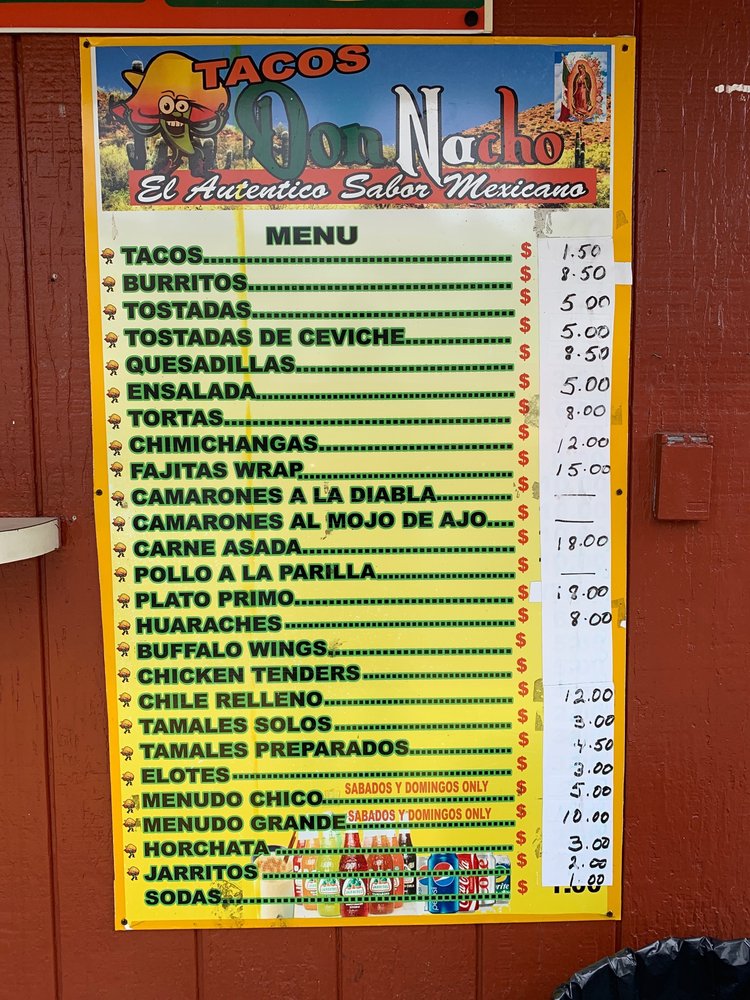 TACOS
Don Nacho
El Autentico Sabor Mexicano
MENU
TACOS $ 1.50
BURRITOS $ 8.50
TOSTADAS $ 5.00
TOSTADAS DE CEVICHE $ 5.00
QUESADILLAS $ 8.50
ENSALADA $ 5.00
TORTAS $ 8.00
CHIMICHANGAS $ 12.00
FAJITAS WRAP $ 15.00
CAMARONES A LA DIABLA $ —
CAMARONES AL MOJO DE AJO $ —
CARNE ASADA $ 18.00
POLLO A LA PARILLA $ —
PLATO PRIMO $ 18.00
HUARACHES $ 8.00
BUFFALO WINGS $
CHICKEN TENDERS $
CHILE RELLENO $ 12.00
TAMALES SOLOS $ 3.00
TAMALES PREPARADOS $ 4.50
ELOTES $ 3.00
MENUDO CHICO SABADOS Y DOMINGOS ONLY $ 5.00
MENUDO GRANDE SABADOS Y DOMINGOS ONLY $ 10.00
HORCHATA $ 3.00
JARRITOS $ 2.00
SODAS $ 1.00